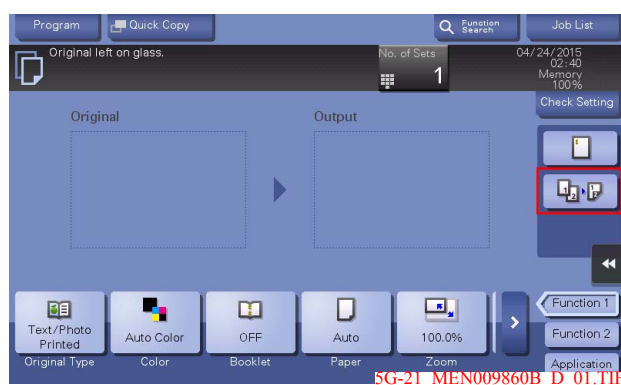 Program
Quick Copy
Function
Search
Job List
Original left on glass.
No. of Sets
1
04/24/2015
02:40
Memory
100%
Check Setting
Original
Output
Text/Photo
Printed
Auto Color
OFF
Auto
100.0%
Original Type
Color
Booklet
Paper
Zoom
Function 1
Function 2
Application
5G-21_MEN009860B_D_01.TIF